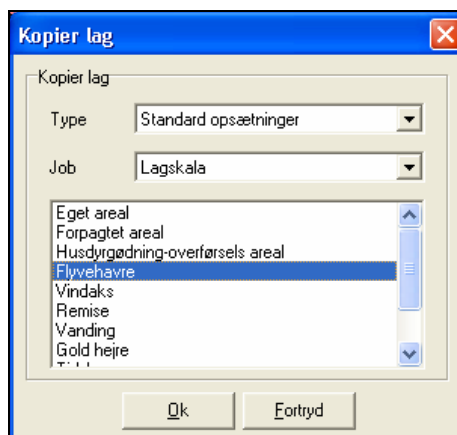 Kopier lag
Kopier lag
Type Standard opsætninger
Job Lagskala
Eget areal
Forpagtet areal
Husdyrgødning-overførsels areal
Flyvehavre
Vindaks
Remise
Vanding
Gold hejre
Ok Fortryd